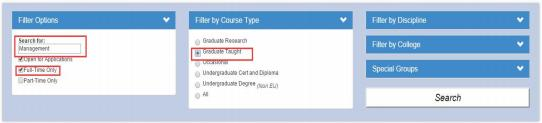 Filter Options
Search for:
Management
Open for Applications
Full-Time Only
Part-Time Only
Filter by Course Type
Graduate Research
Graduate Taught
Occasional
Undergraduate Cert and Diploma
Undergraduate Degree (Non EU)
All
Filter by Discipline
Filter by College
Special Groups
Search